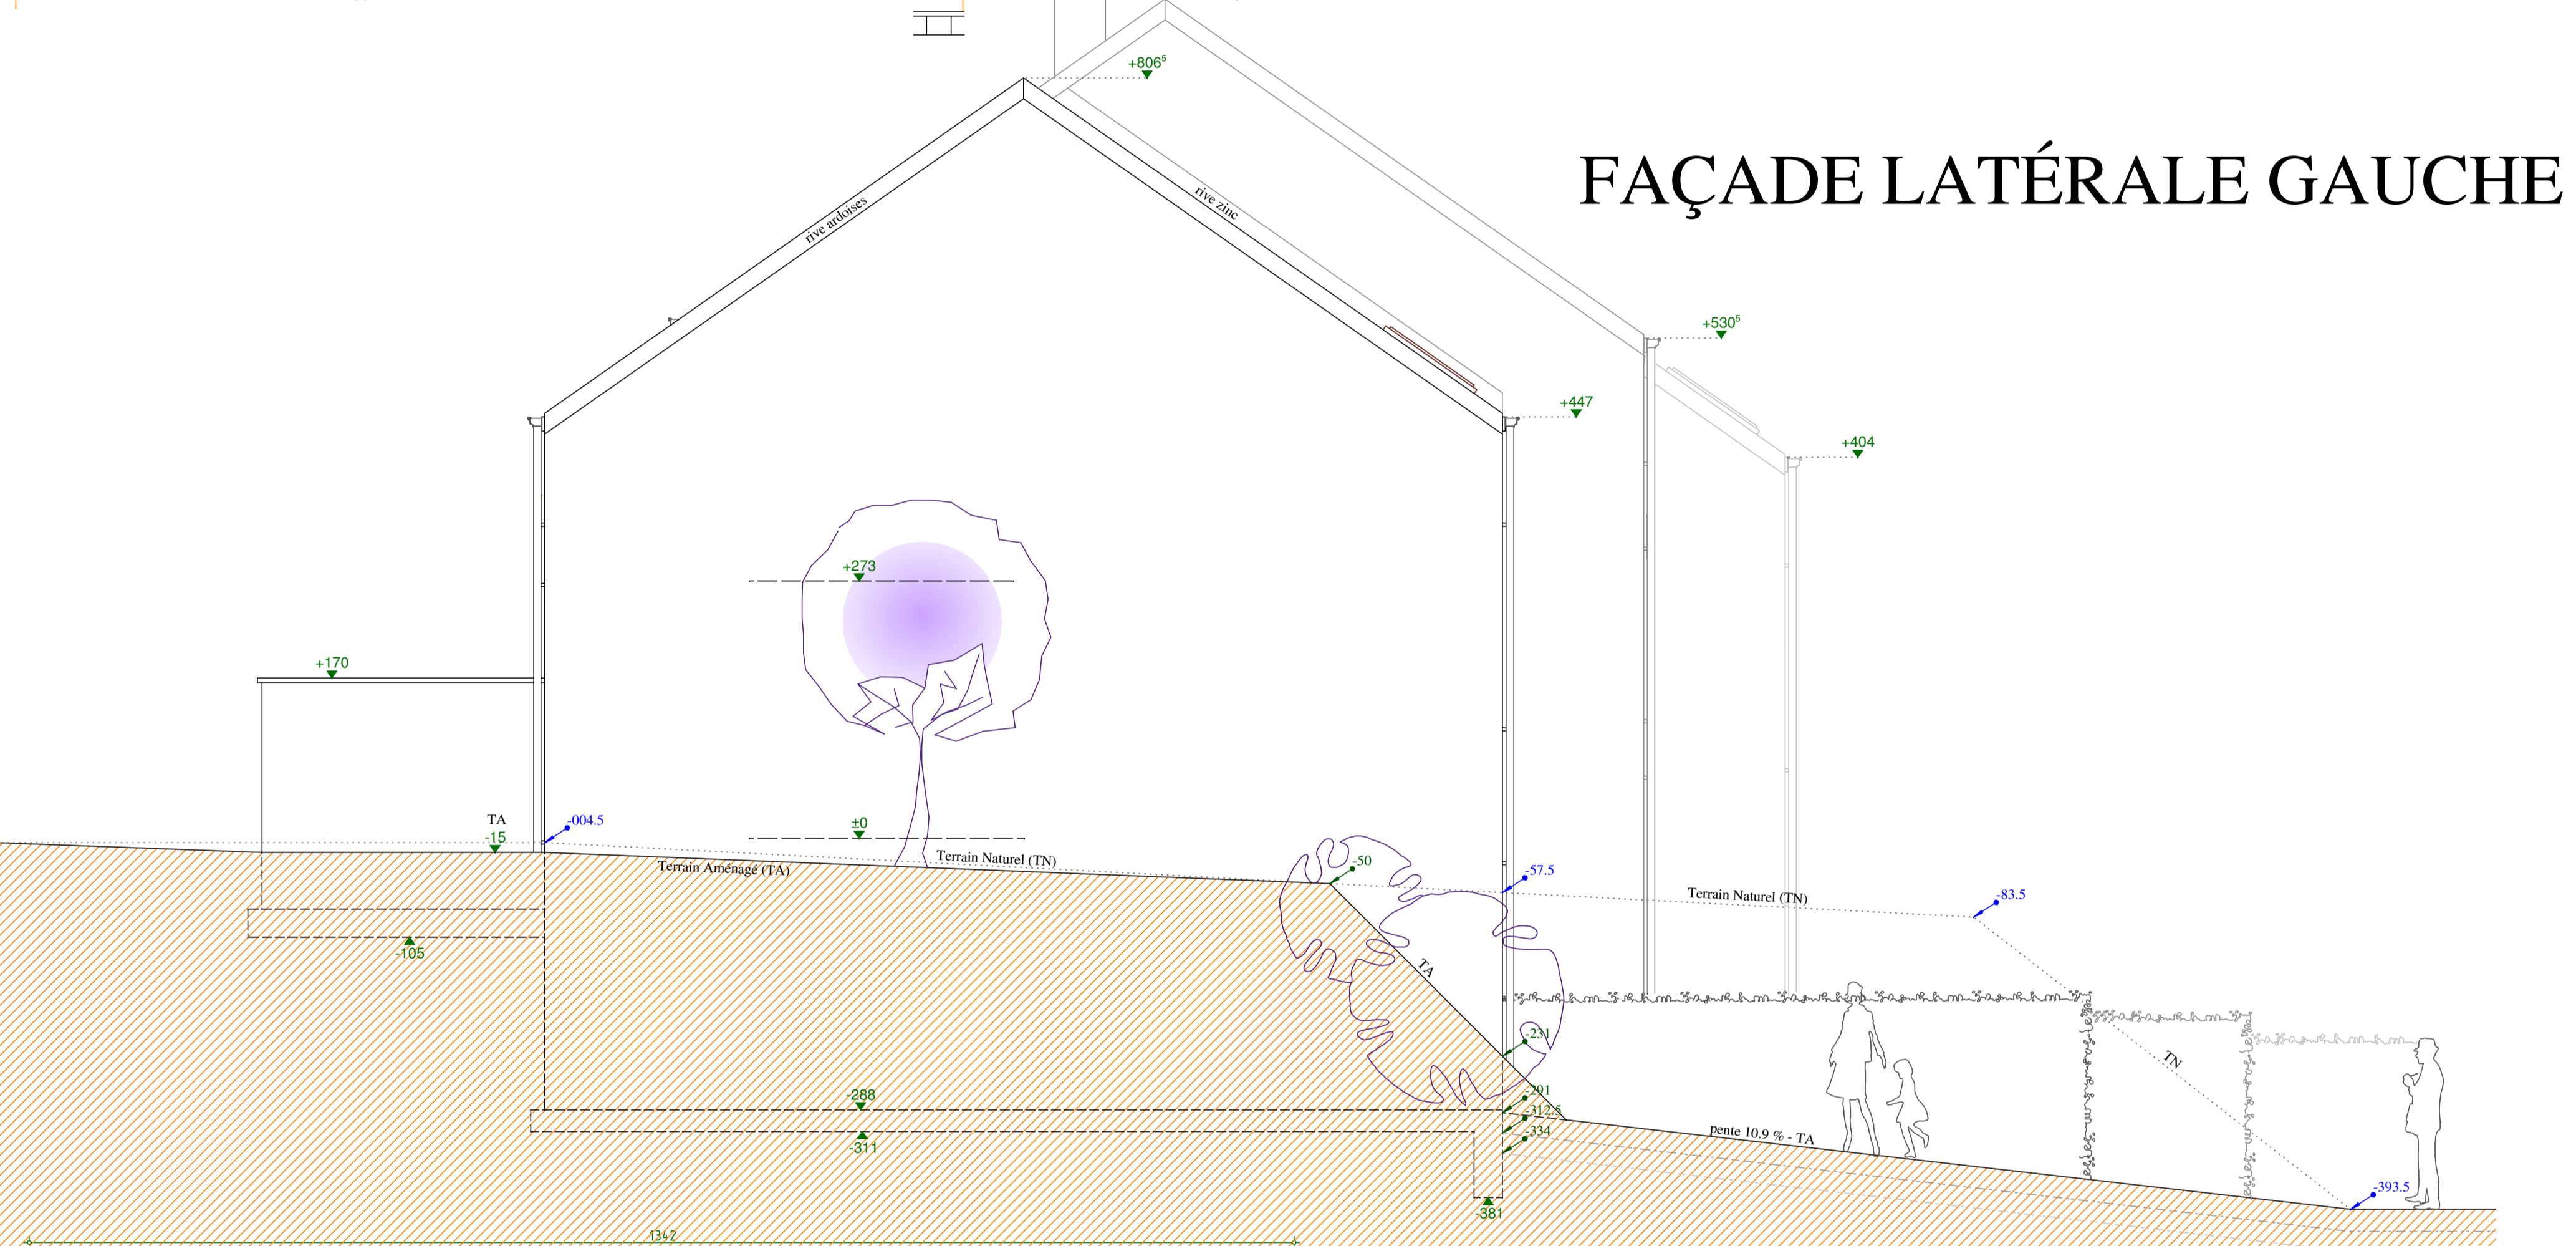 +806⁵
FAÇADE LATÉRALE GAUCHE
rive ardoises
rive zinc
+530⁵
+447
+404
+273
+170
TA
-15
-004.5
±0
Terrain Naturel (TN)
Terrain Aménagé (TA)
-50
-57.5
Terrain Naturel (TN)
-83.5
-105
TA
-231
TN
-288
-291
-312.5
-311
-334
pente 10.9 % - TA
-393.5
-381
1342